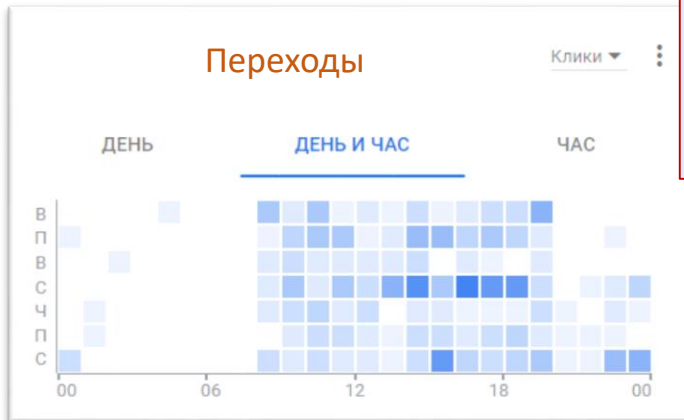 Переходы
Клики
ДЕНЬ ДЕНЬ И ЧАС ЧАС
В
П
В
С
Ч
П
С
00 06 12 18 00